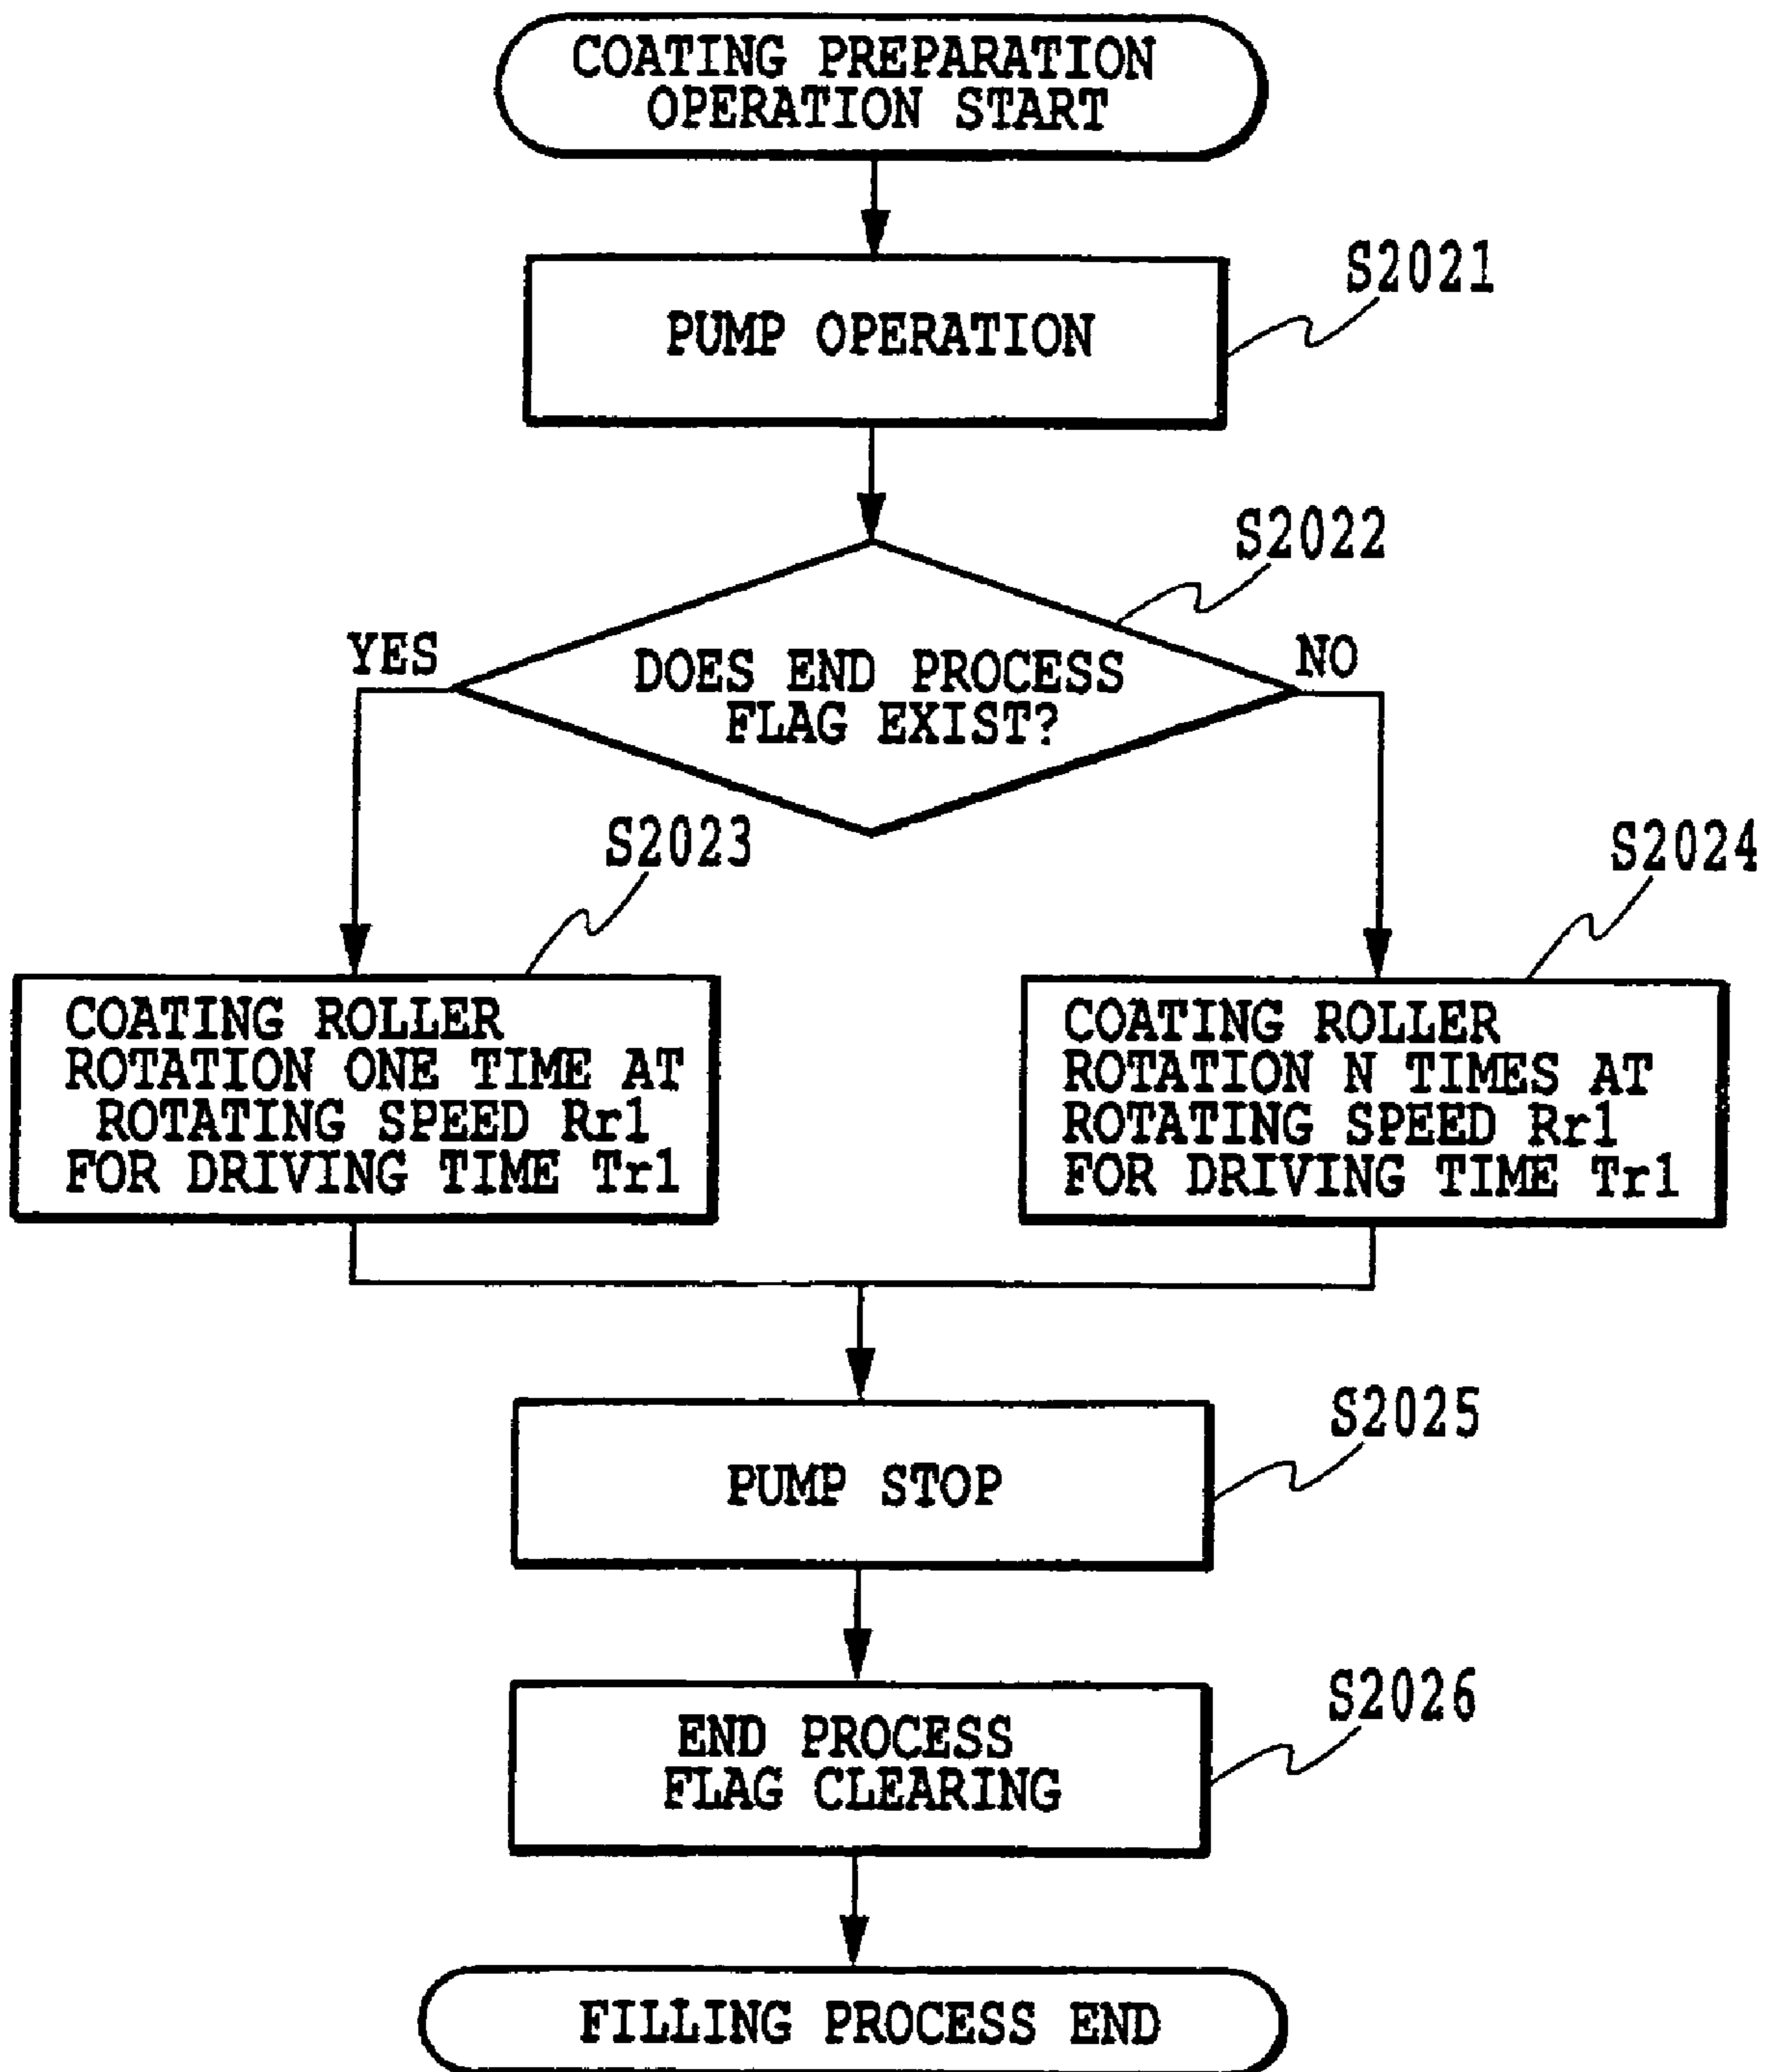 COATING PREPARATION
OPERATION START
S2021
PUMP OPERATION
S2022
YES
NO
DOES END PROCESS
FLAG EXIST?
S2023
S2024
COATING ROLLER
ROTATION ONE TIME AT
ROTATING SPEED Rr1
FOR DRIVING TIME Tr1
COATING ROLLER
ROTATION N TIMES AT
ROTATING SPEED Rr1
FOR DRIVING TIME Tr1
S2025
PUMP STOP
S2026
END PROCESS
FLAG CLEARING
FILLING PROCESS END